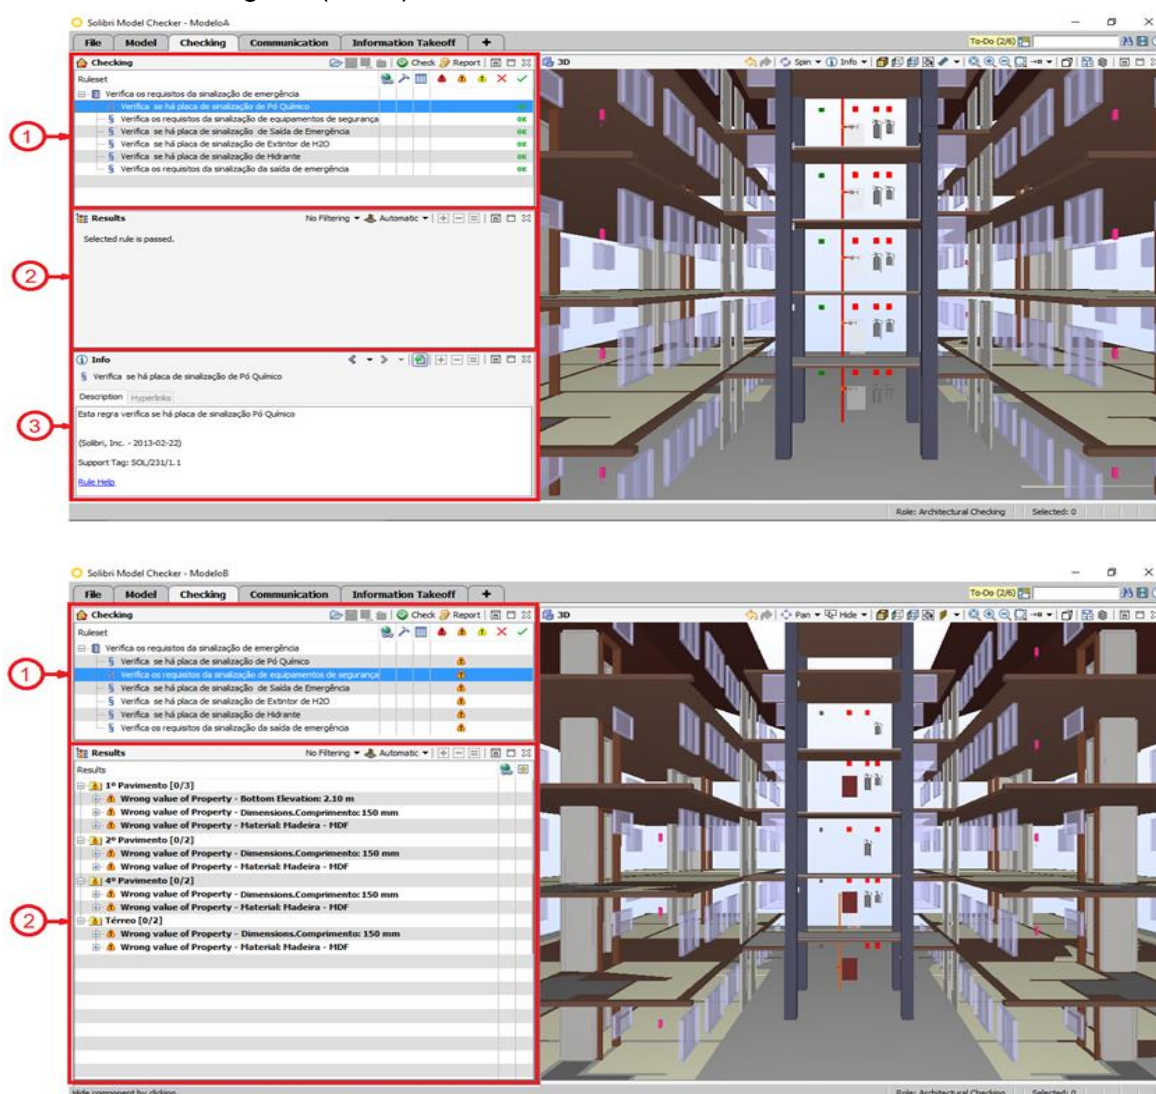 Solibri Model Checker - ModeloA
File Model Checking Communication Information Takeoff +
To-Do (2/6)
Checking Check Report
3D Spin Info
Ruleset
Verifica os requisitos da sinalização de emergência
Verifica se há placa de sinalização de Pó Químico
§ Verifica os requisitos da sinalização de equipamentos de segurança OK
§ Verifica se há placa de sinalização de Saída de Emergência OK
§ Verifica se há placa de sinalização de Extintor de H2O OK
§ Verifica se há placa de sinalização de Hidrante OK
§ Verifica os requisitos da sinalização da saída de emergência OK
1
Results No Filtering Automatic
Selected rule is passed.
2
Info
§ Verifica se há placa de sinalização de Pó Químico
Description Hyperlinks
Esta regra verifica se há placa de sinalização Pó Químico
3
(Solibri, Inc. - 2013-02-22)
Support Tag: SOL/231/1.1
Rule Help
Role: Architectural Checking Selected: 0
Solibri Model Checker - ModeloB
File Model Checking Communication Information Takeoff +
To-Do (2/6)
Checking Check Report
3D Pan Hide
Ruleset
Verifica os requisitos da sinalização de emergência
§ Verifica se há placa de sinalização de Pó Químico
Verifica os requisitos da sinalização de equipamentos de segurança
§ Verifica se há placa de sinalização de Saída de Emergência
§ Verifica se há placa de sinalização de Extintor de H2O
§ Verifica se há placa de sinalização de Hidrante
§ Verifica os requisitos da sinalização da saída de emergência
1
Results No Filtering Automatic
Results
1º Pavimento [0/3]
Wrong value of Property - Bottom Elevation: 2.10 m
Wrong value of Property - Dimensions.Comprimento: 150 mm
Wrong value of Property - Material: Madeira - MDF
2º Pavimento [0/2]
Wrong value of Property - Dimensions.Comprimento: 150 mm
Wrong value of Property - Material: Madeira - MDF
4º Pavimento [0/2]
Wrong value of Property - Dimensions.Comprimento: 150 mm
Wrong value of Property - Material: Madeira - MDF
2
Térreo [0/2]
Wrong value of Property - Dimensions.Comprimento: 150 mm
Wrong value of Property - Material: Madeira - MDF
Hide component by clicking
Role: Architectural Checking Selected: 0